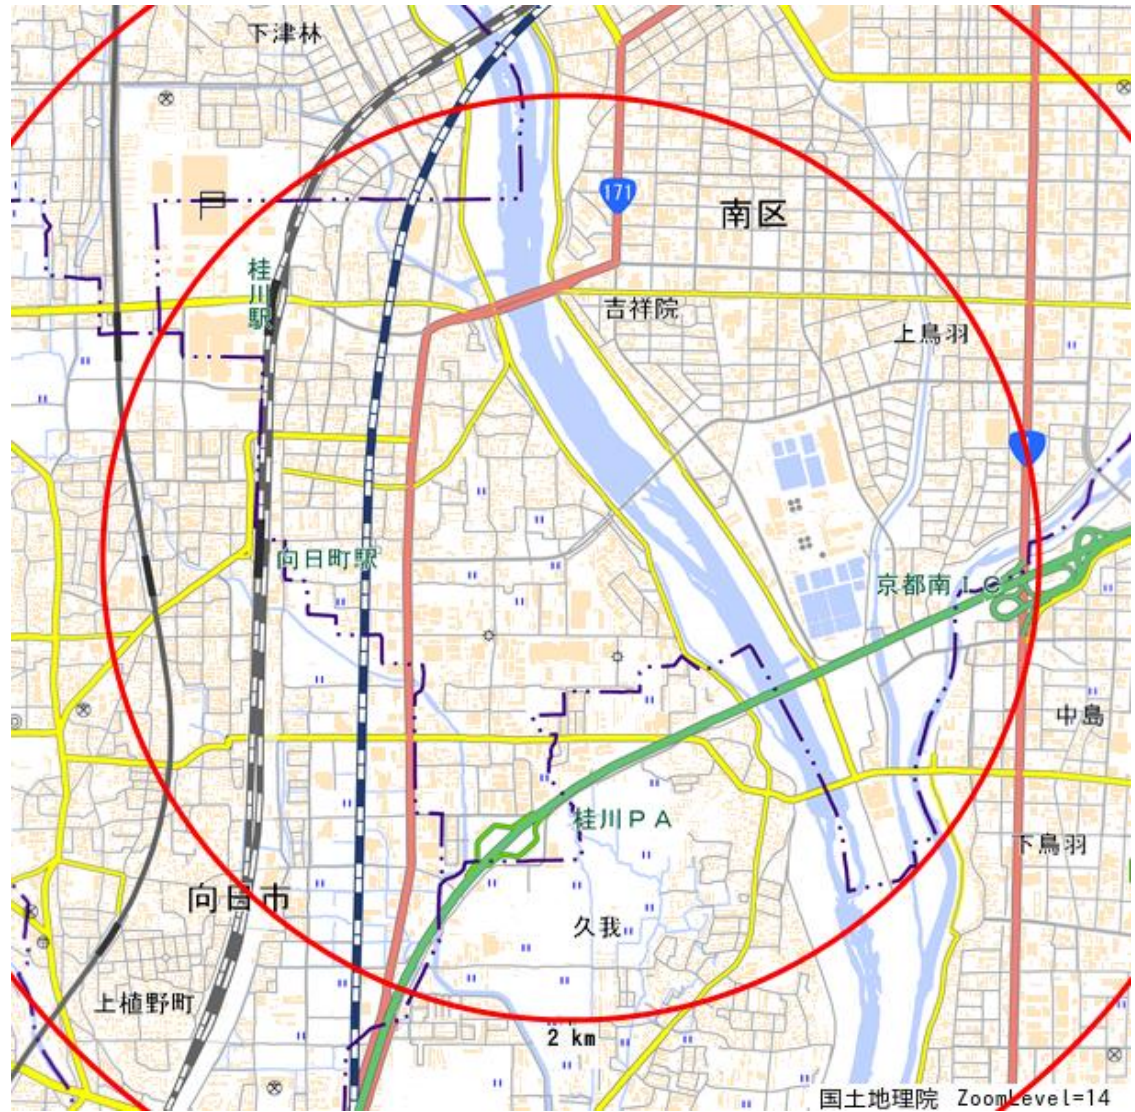 下津林
171
南区
桂川駅
吉祥院
上鳥羽
向日町駅
京都南IC
中島
桂川PA
下鳥羽
向日市
久我
上植野町
2 km
国土地理院 ZoomLevel=14